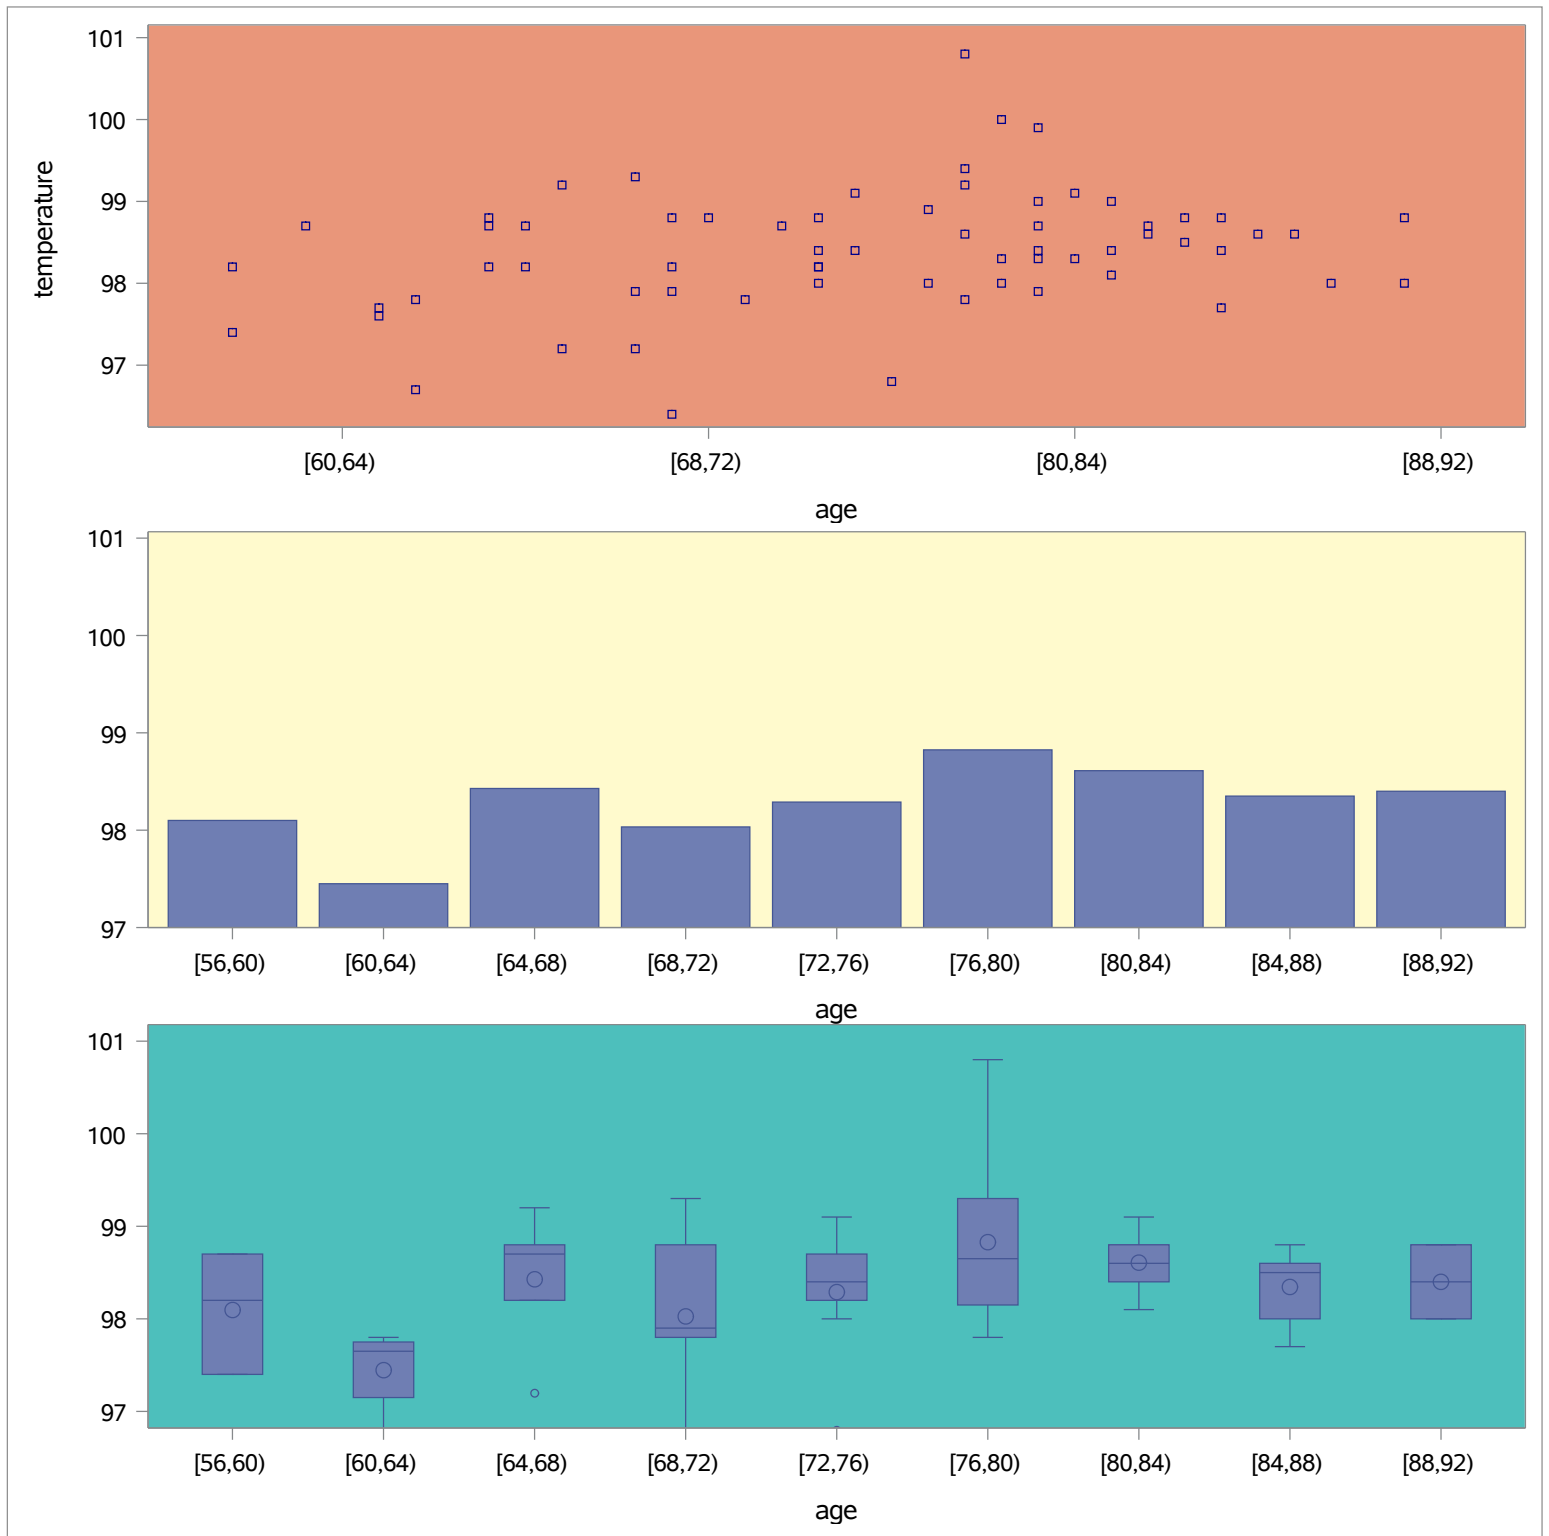 101
100
99
98
97
temperature
[60,64) [68,72) [80,84) [88,92)
age
101
100
99
98
97
[56,60) [60,64) [64,68) [68,72) [72,76) [76,80) [80,84) [84,88) [88,92)
age
101
100
99
98
97
[56,60) [60,64) [64,68) [68,72) [72,76) [76,80) [80,84) [84,88) [88,92)
age